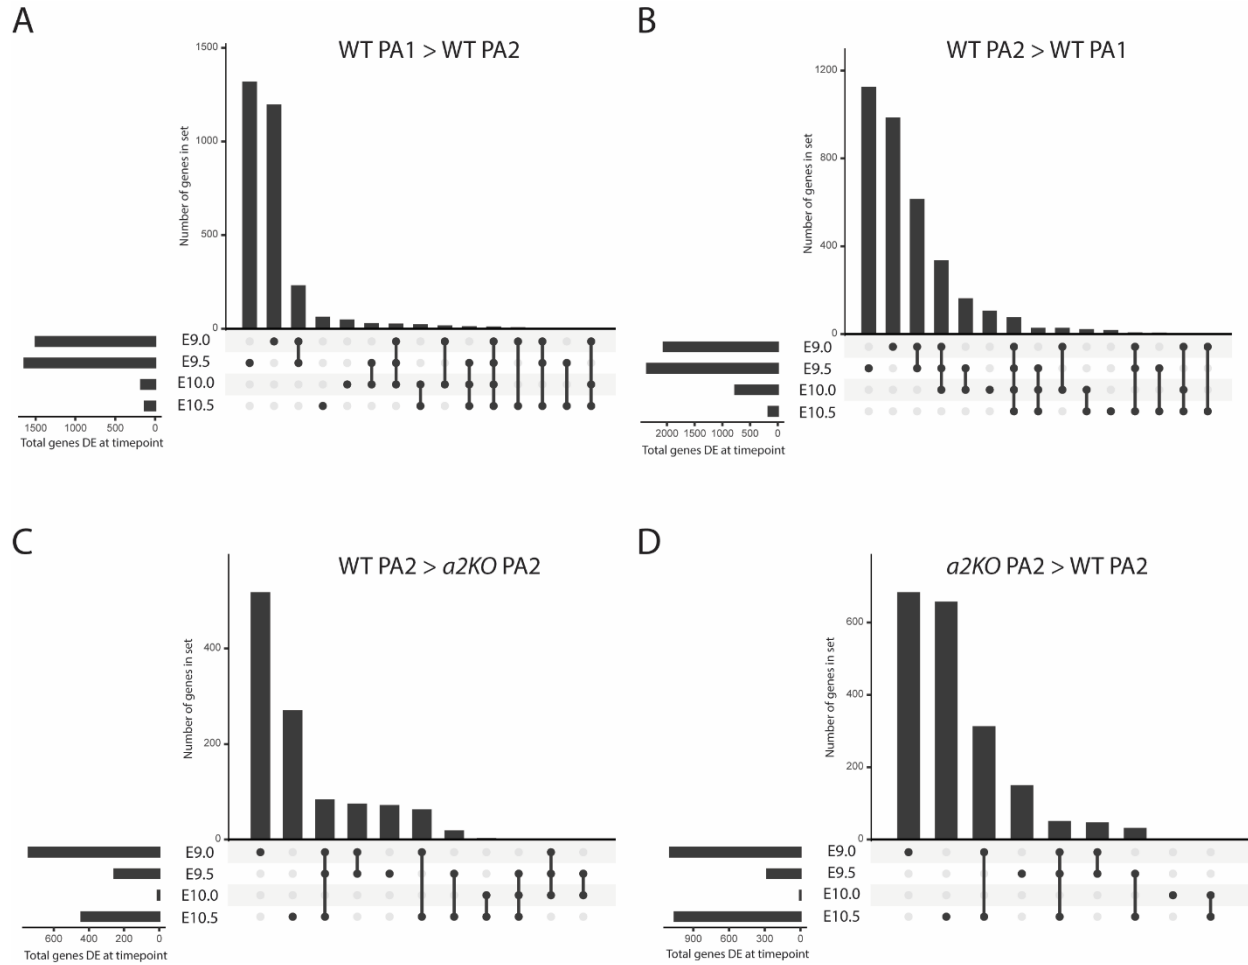 A
WT PA1 > WT PA2
1500
1000
500
0
Number of genes in set
E9.0
E9.5
E10.0
E10.5
1500 1000 500 0
Total genes DE at timepoint
B
WT PA2 > WT PA1
1200
800
400
0
Number of genes in set
E9.0
E9.5
E10.0
E10.5
2000 1500 1000 500 0
Total genes DE at timepoint
C
WT PA2 > a2KO PA2
400
200
0
Number of genes in set
E9.0
E9.5
E10.0
E10.5
600 400 200 0
Total genes DE at timepoint
D
a2KO PA2 > WT PA2
600
400
200
0
Number of genes in set
E9.0
E9.5
E10.0
E10.5
900 600 300 0
Total genes DE at timepoint